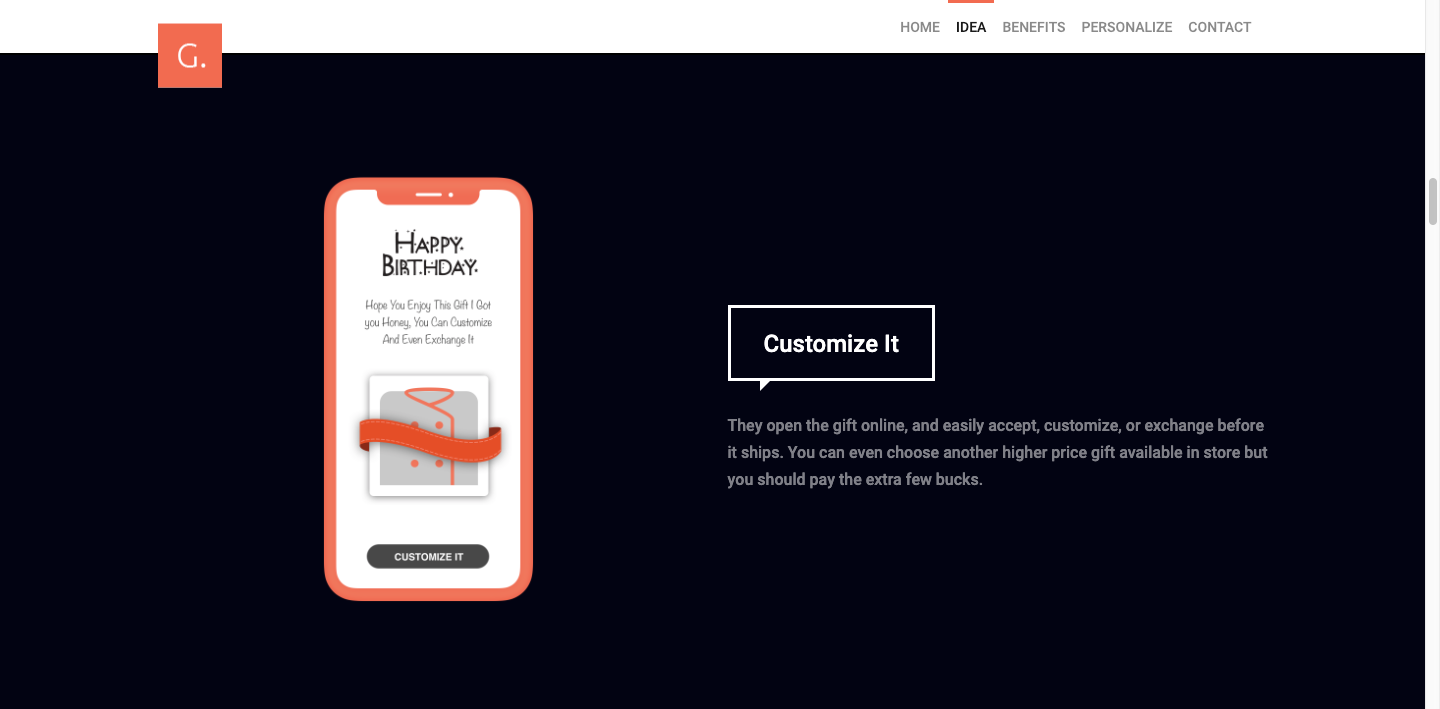 G.
HOME IDEA BENEFITS PERSONALIZE CONTACT
HAPPY
BIRTHDAY
Hope You Enjoy This Gift I Got
you Honey, You Can Customize
And Even Exchange It
CUSTOMIZE IT
Customize It
They open the gift online, and easily accept, customize, or exchange before
it ships. You can even choose another higher price gift available in store but
you should pay the extra few bucks.